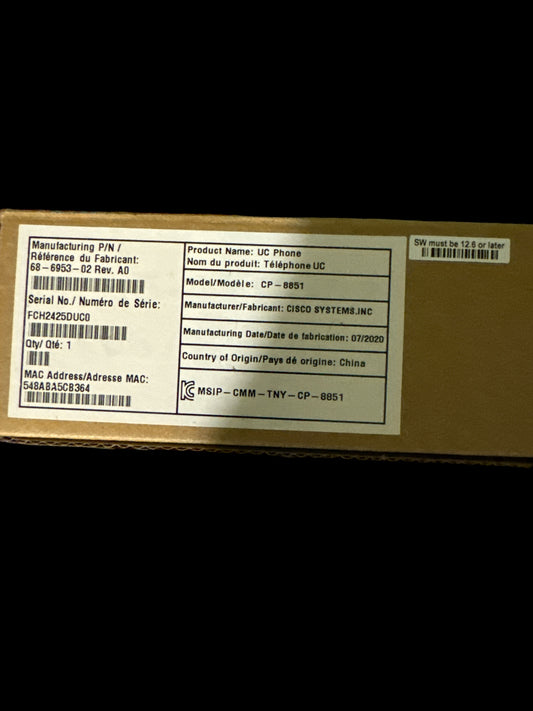 Manufacturing P/N /
Référence du Fabricant:
68-6953-02 Rev. A0
Serial No./ Numéro de Série:
FCH2425DUC0
Qty/ Qté: 1
MAC Address/Adresse MAC:
548ABA5CB364
Product Name: UC Phone
Nom du produit: Téléphone UC
Model/Modèle: CP-8851
Manufacturer/Fabricant: CISCO SYSTEMS.INC
Manufacturing Date/Date de fabrication: 07/2020
Country of Origin/Pays dé origine: China
MSIP-CMM-TNY-CP-8851
SW must be 12.6 or later